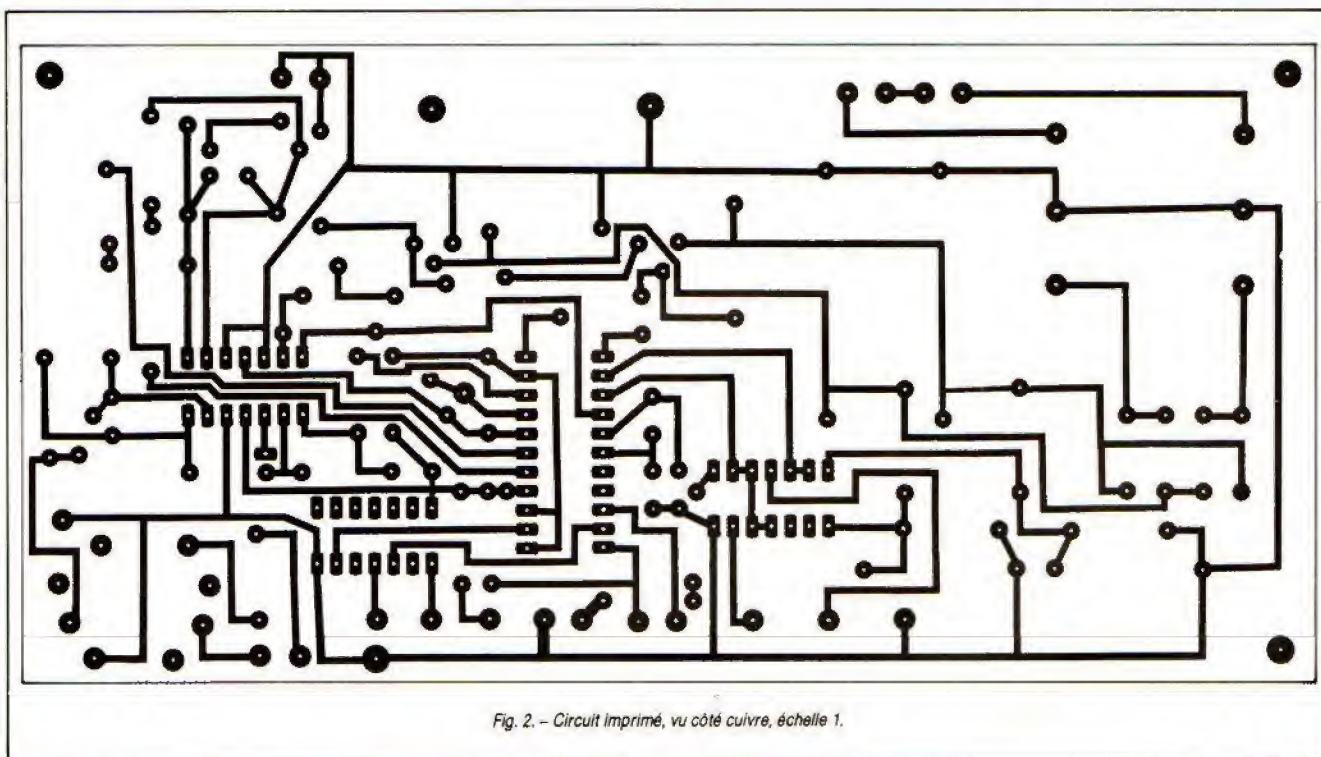 Fig. 2. – Circuit imprimé, vu côté cuivre, échelle 1.